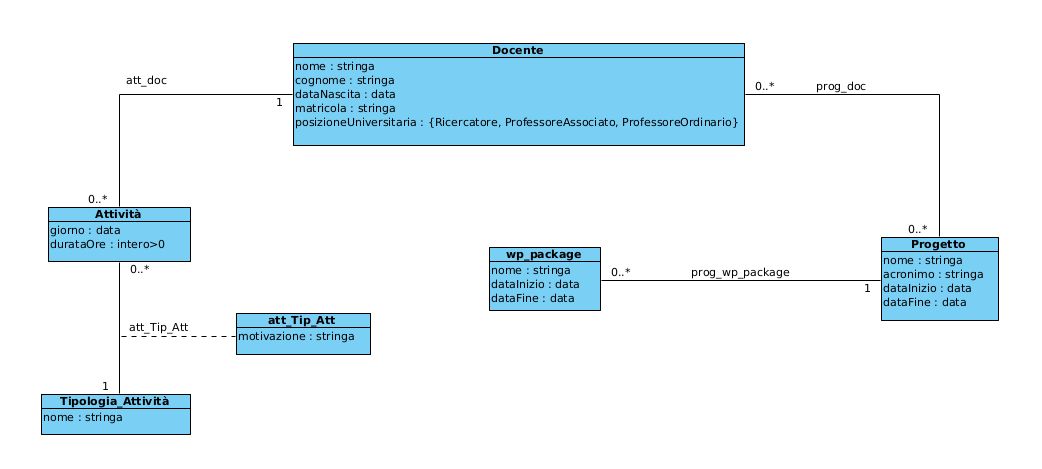 Docente
nome : stringa
cognome : stringa
dataNascita : data
matricola : stringa
posizioneUniversitaria : {Ricercatore, ProfessoreAssociato, ProfessoreOrdinario}
att_doc
1
0..*
prog_doc
0..*
0..*
Attività
giorno : data
durataOre : intero>0
0..*
wp_package
nome : stringa
dataInizio : data
dataFine : data
0..*
prog_wp_package
1
Progetto
nome : stringa
acronimo : stringa
dataInizio : data
dataFine : data
att_Tip_Att
att_Tip_Att
motivazione : stringa
1
Tipologia_Attività
nome : stringa